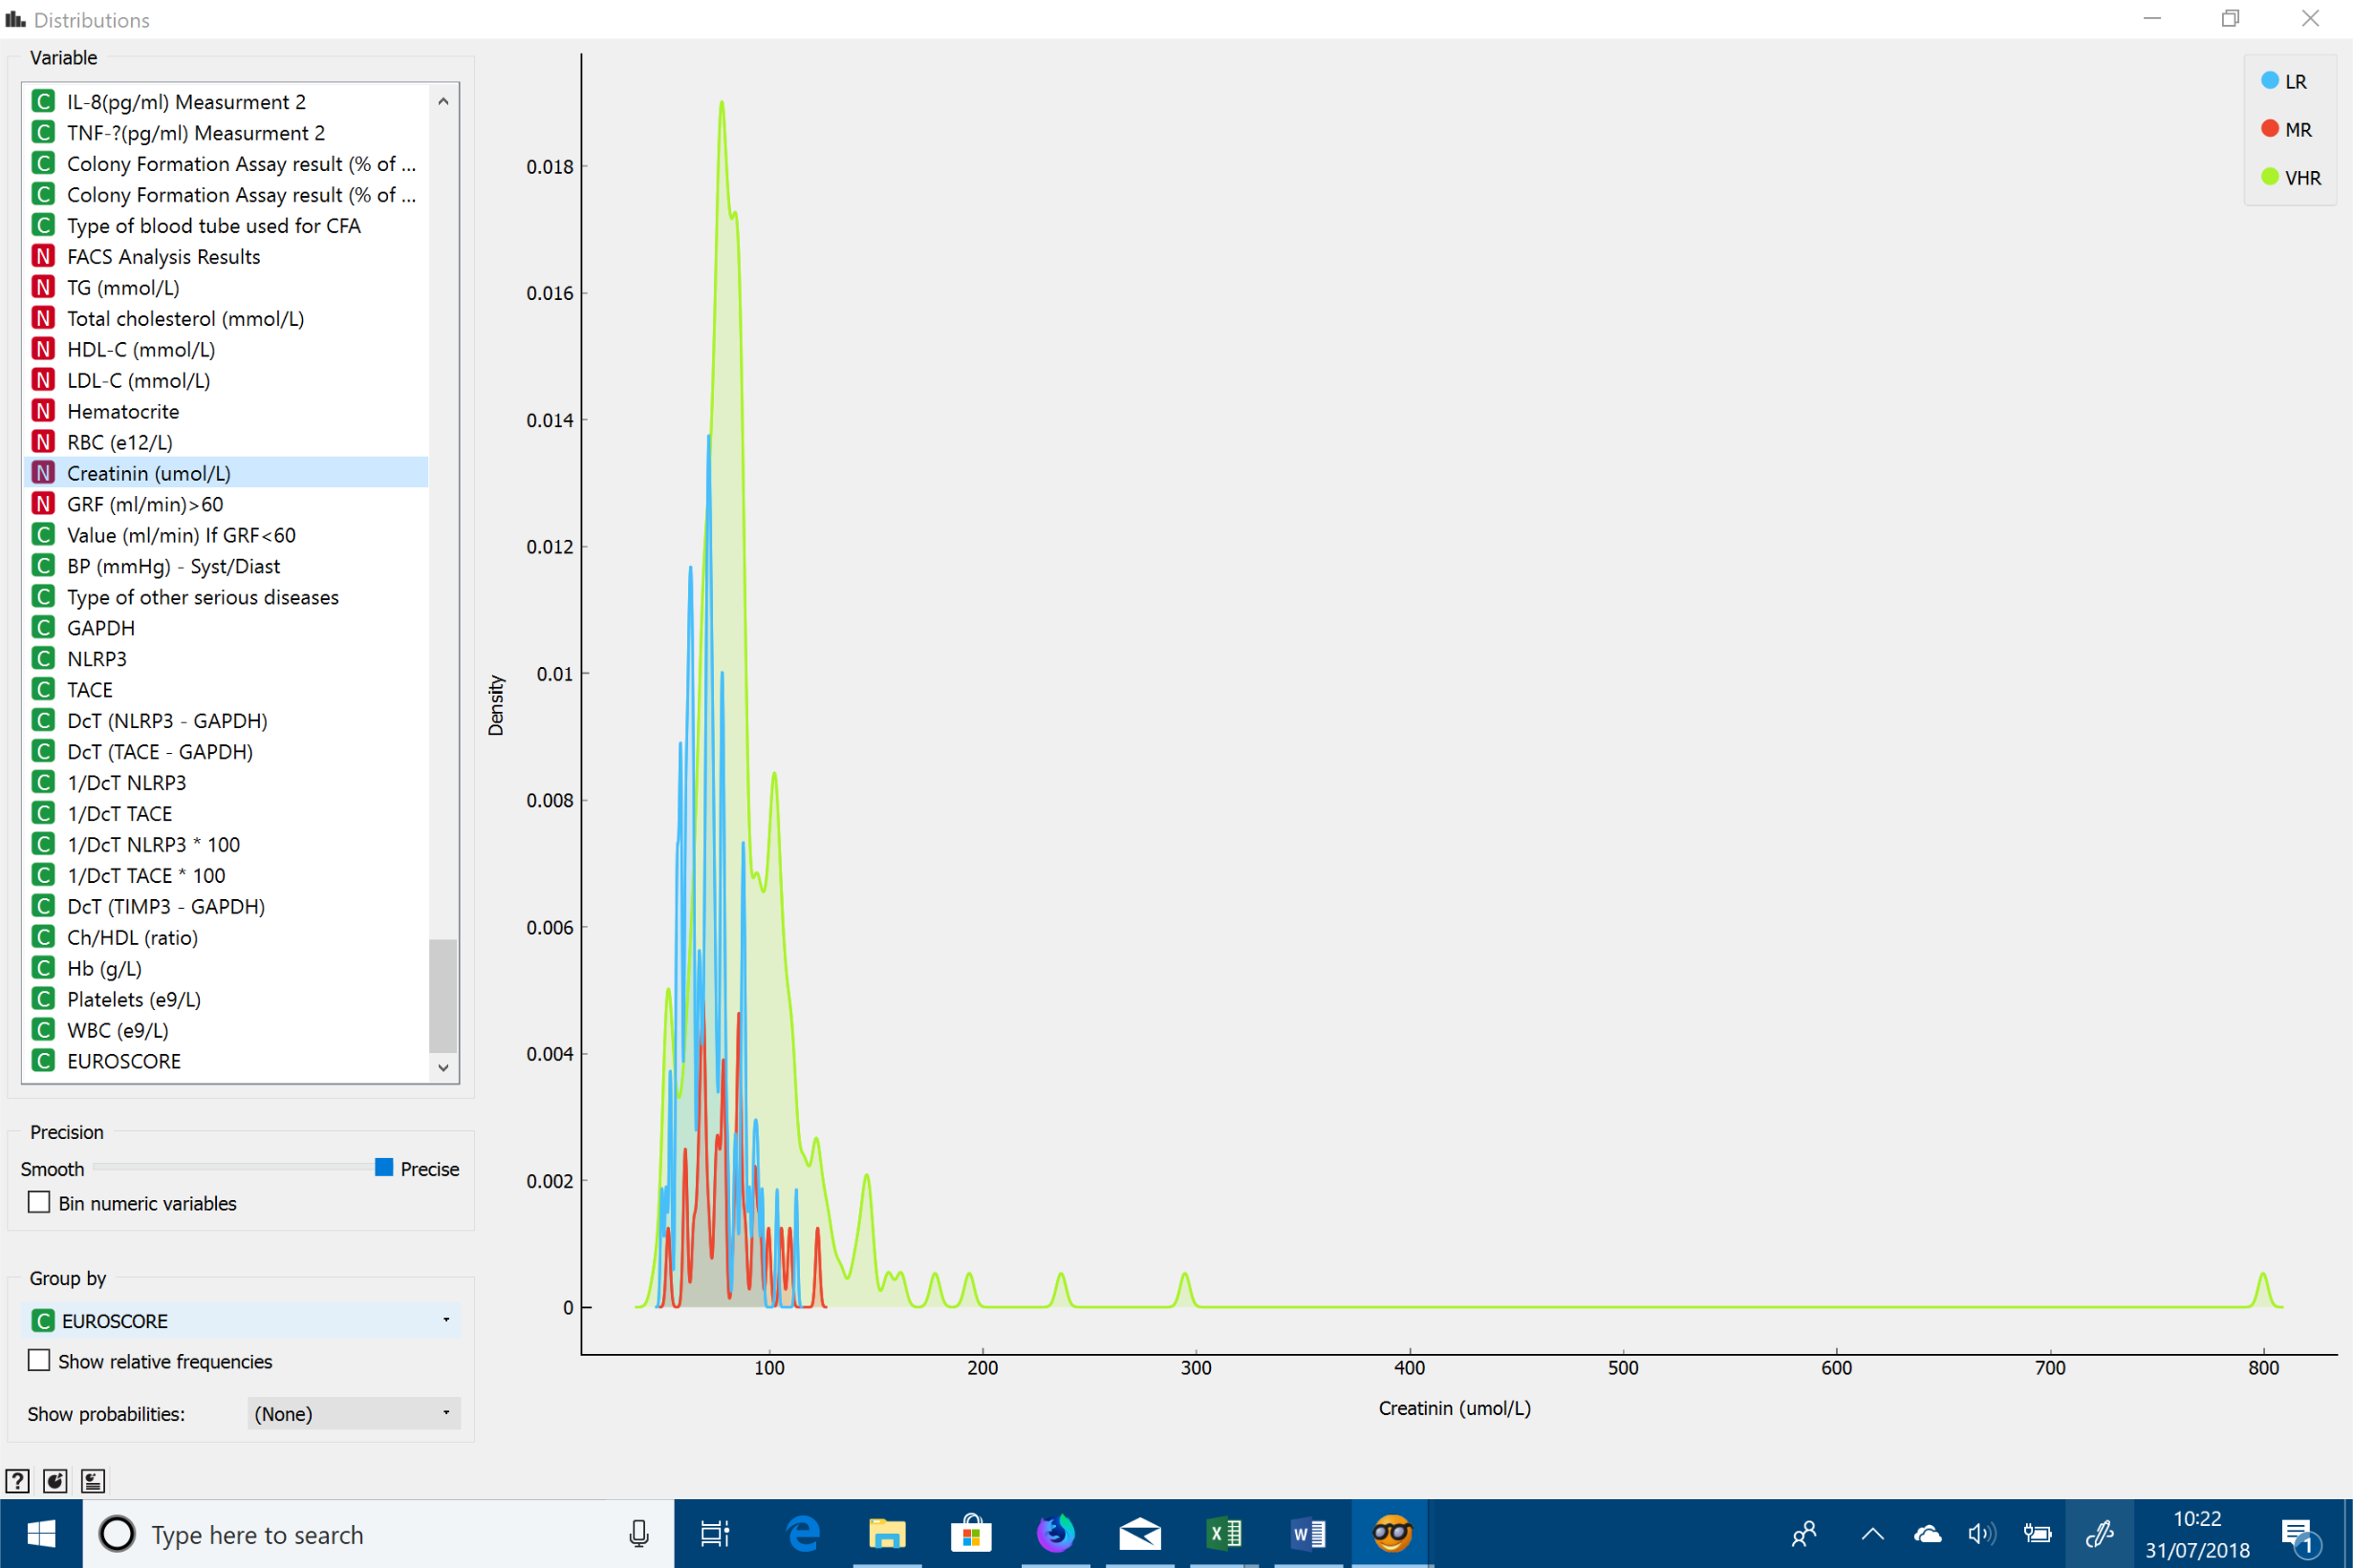 Distributions
Variable
C IL-8(pg/ml) Measurment 2
C TNF-?(pg/ml) Measurment 2
C Colony Formation Assay result (% of ...
C Colony Formation Assay result (% of ...
C Type of blood tube used for CFA
N FACS Analysis Results
N TG (mmol/L)
N Total cholesterol (mmol/L)
N HDL-C (mmol/L)
N LDL-C (mmol/L)
N Hematocrite
N RBC (e12/L)
N Creatinin (umol/L)
N GRF (ml/min)>60
C Value (ml/min) If GRF<60
C BP (mmHg) - Syst/Diast
C Type of other serious diseases
C GAPDH
C NLRP3
C TACE
C DcT (NLRP3 - GAPDH)
C DcT (TACE - GAPDH)
C 1/DcT NLRP3
C 1/DcT TACE
C 1/DcT NLRP3 * 100
C 1/DcT TACE * 100
C DcT (TIMP3 - GAPDH)
C Ch/HDL (ratio)
C Hb (g/L)
C Platelets (e9/L)
C WBC (e9/L)
C EUROSCORE
Precision
Smooth Precise
Bin numeric variables
Group by
C EUROSCORE
Show relative frequencies
Show probabilities: (None)
?
Density
0.018
0.016
0.014
0.012
0.01
0.008
0.006
0.004
0.002
0
100 200 300 400 500 600 700 800
Creatinin (umol/L)
LR
MR
VHR
Type here to search
10:22
31/07/2018
1